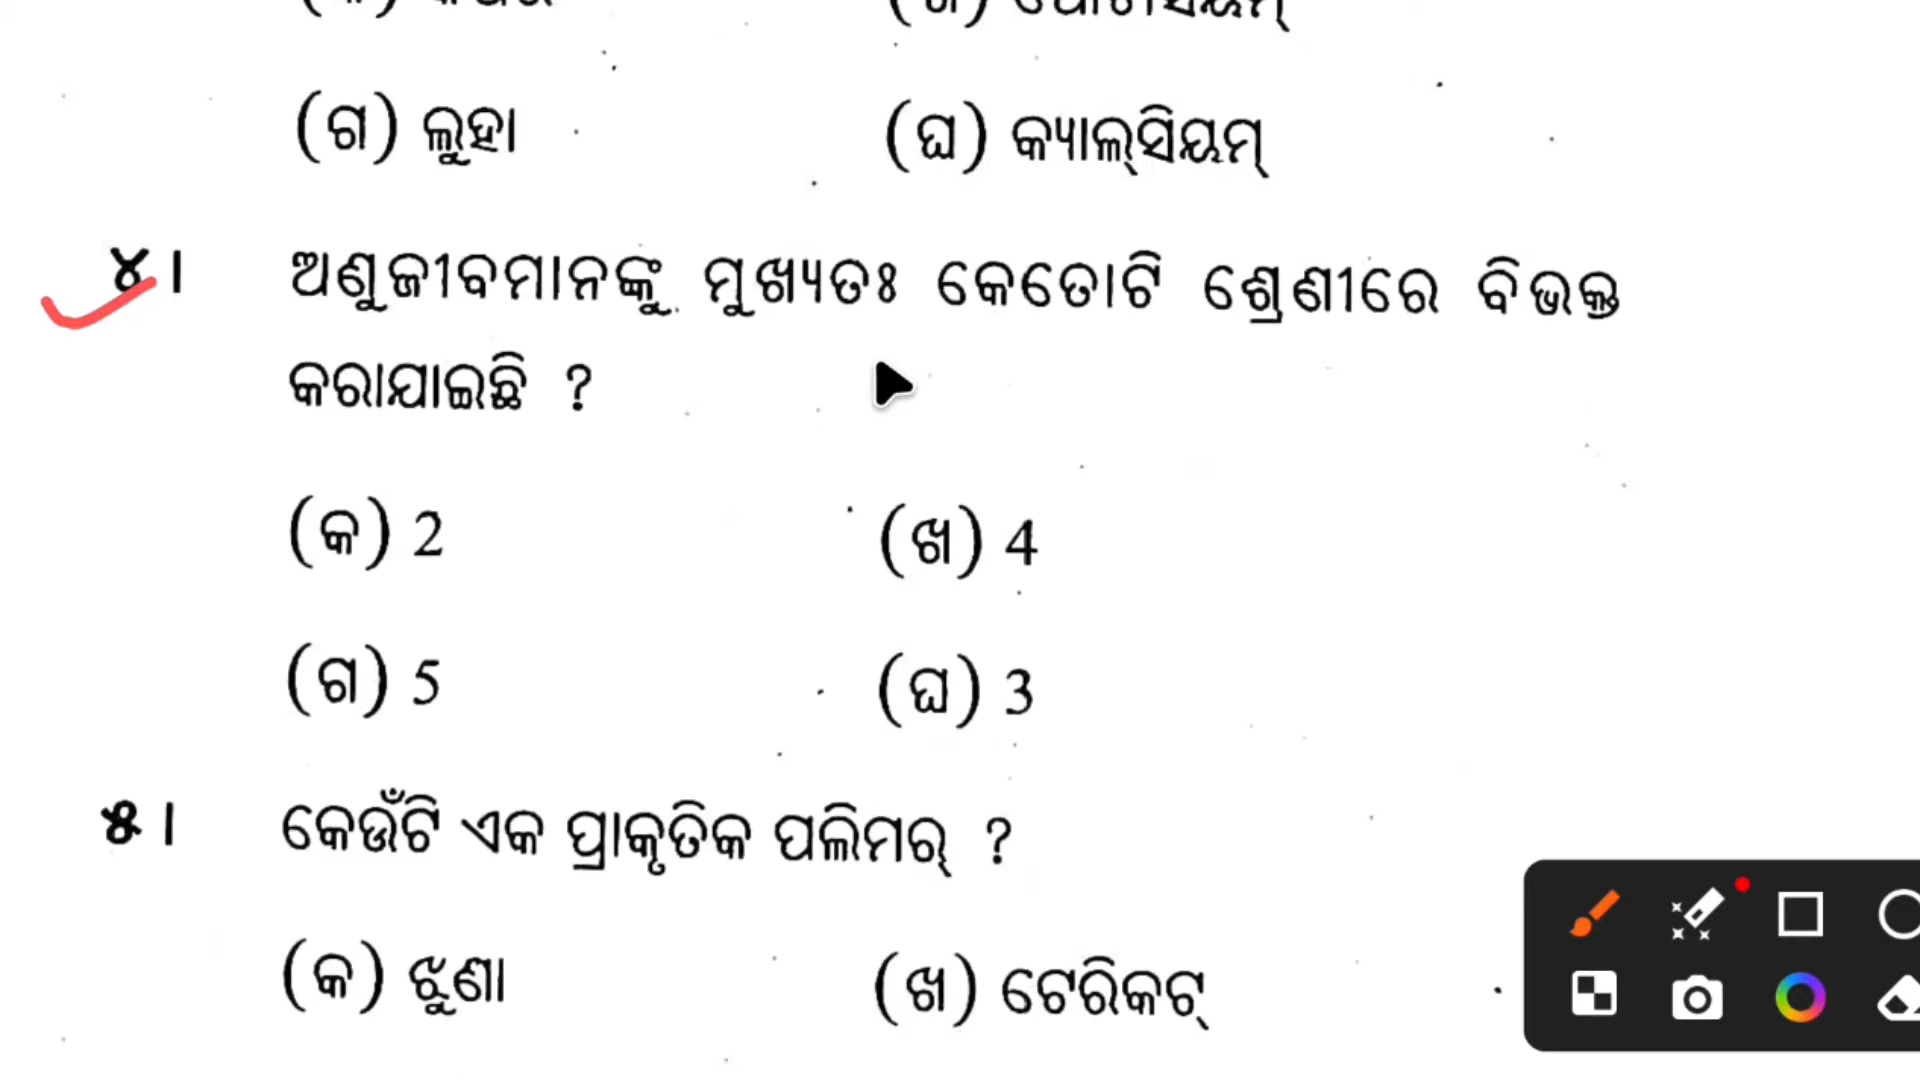 (ଗ) ଲୁହା (ଘ) କ୍ୟାଲ୍‌ସିୟମ୍
୪। ଅଣୁଜୀବମାନଙ୍କୁ ମୁଖ୍ୟତଃ କେତୋଟି ଶ୍ରେଣୀରେ ବିଭକ୍ତ
କରାଯାଇଛି ?
(କ) 2 (ଖ) 4
(ଗ) 5 (ଘ) 3
୫। କେଉଁଟି ଏକ ପ୍ରାକୃତିକ ପଲିମର୍ ?
(କ) ଝୁଣା (ଖ) ଟେରିକଟ୍